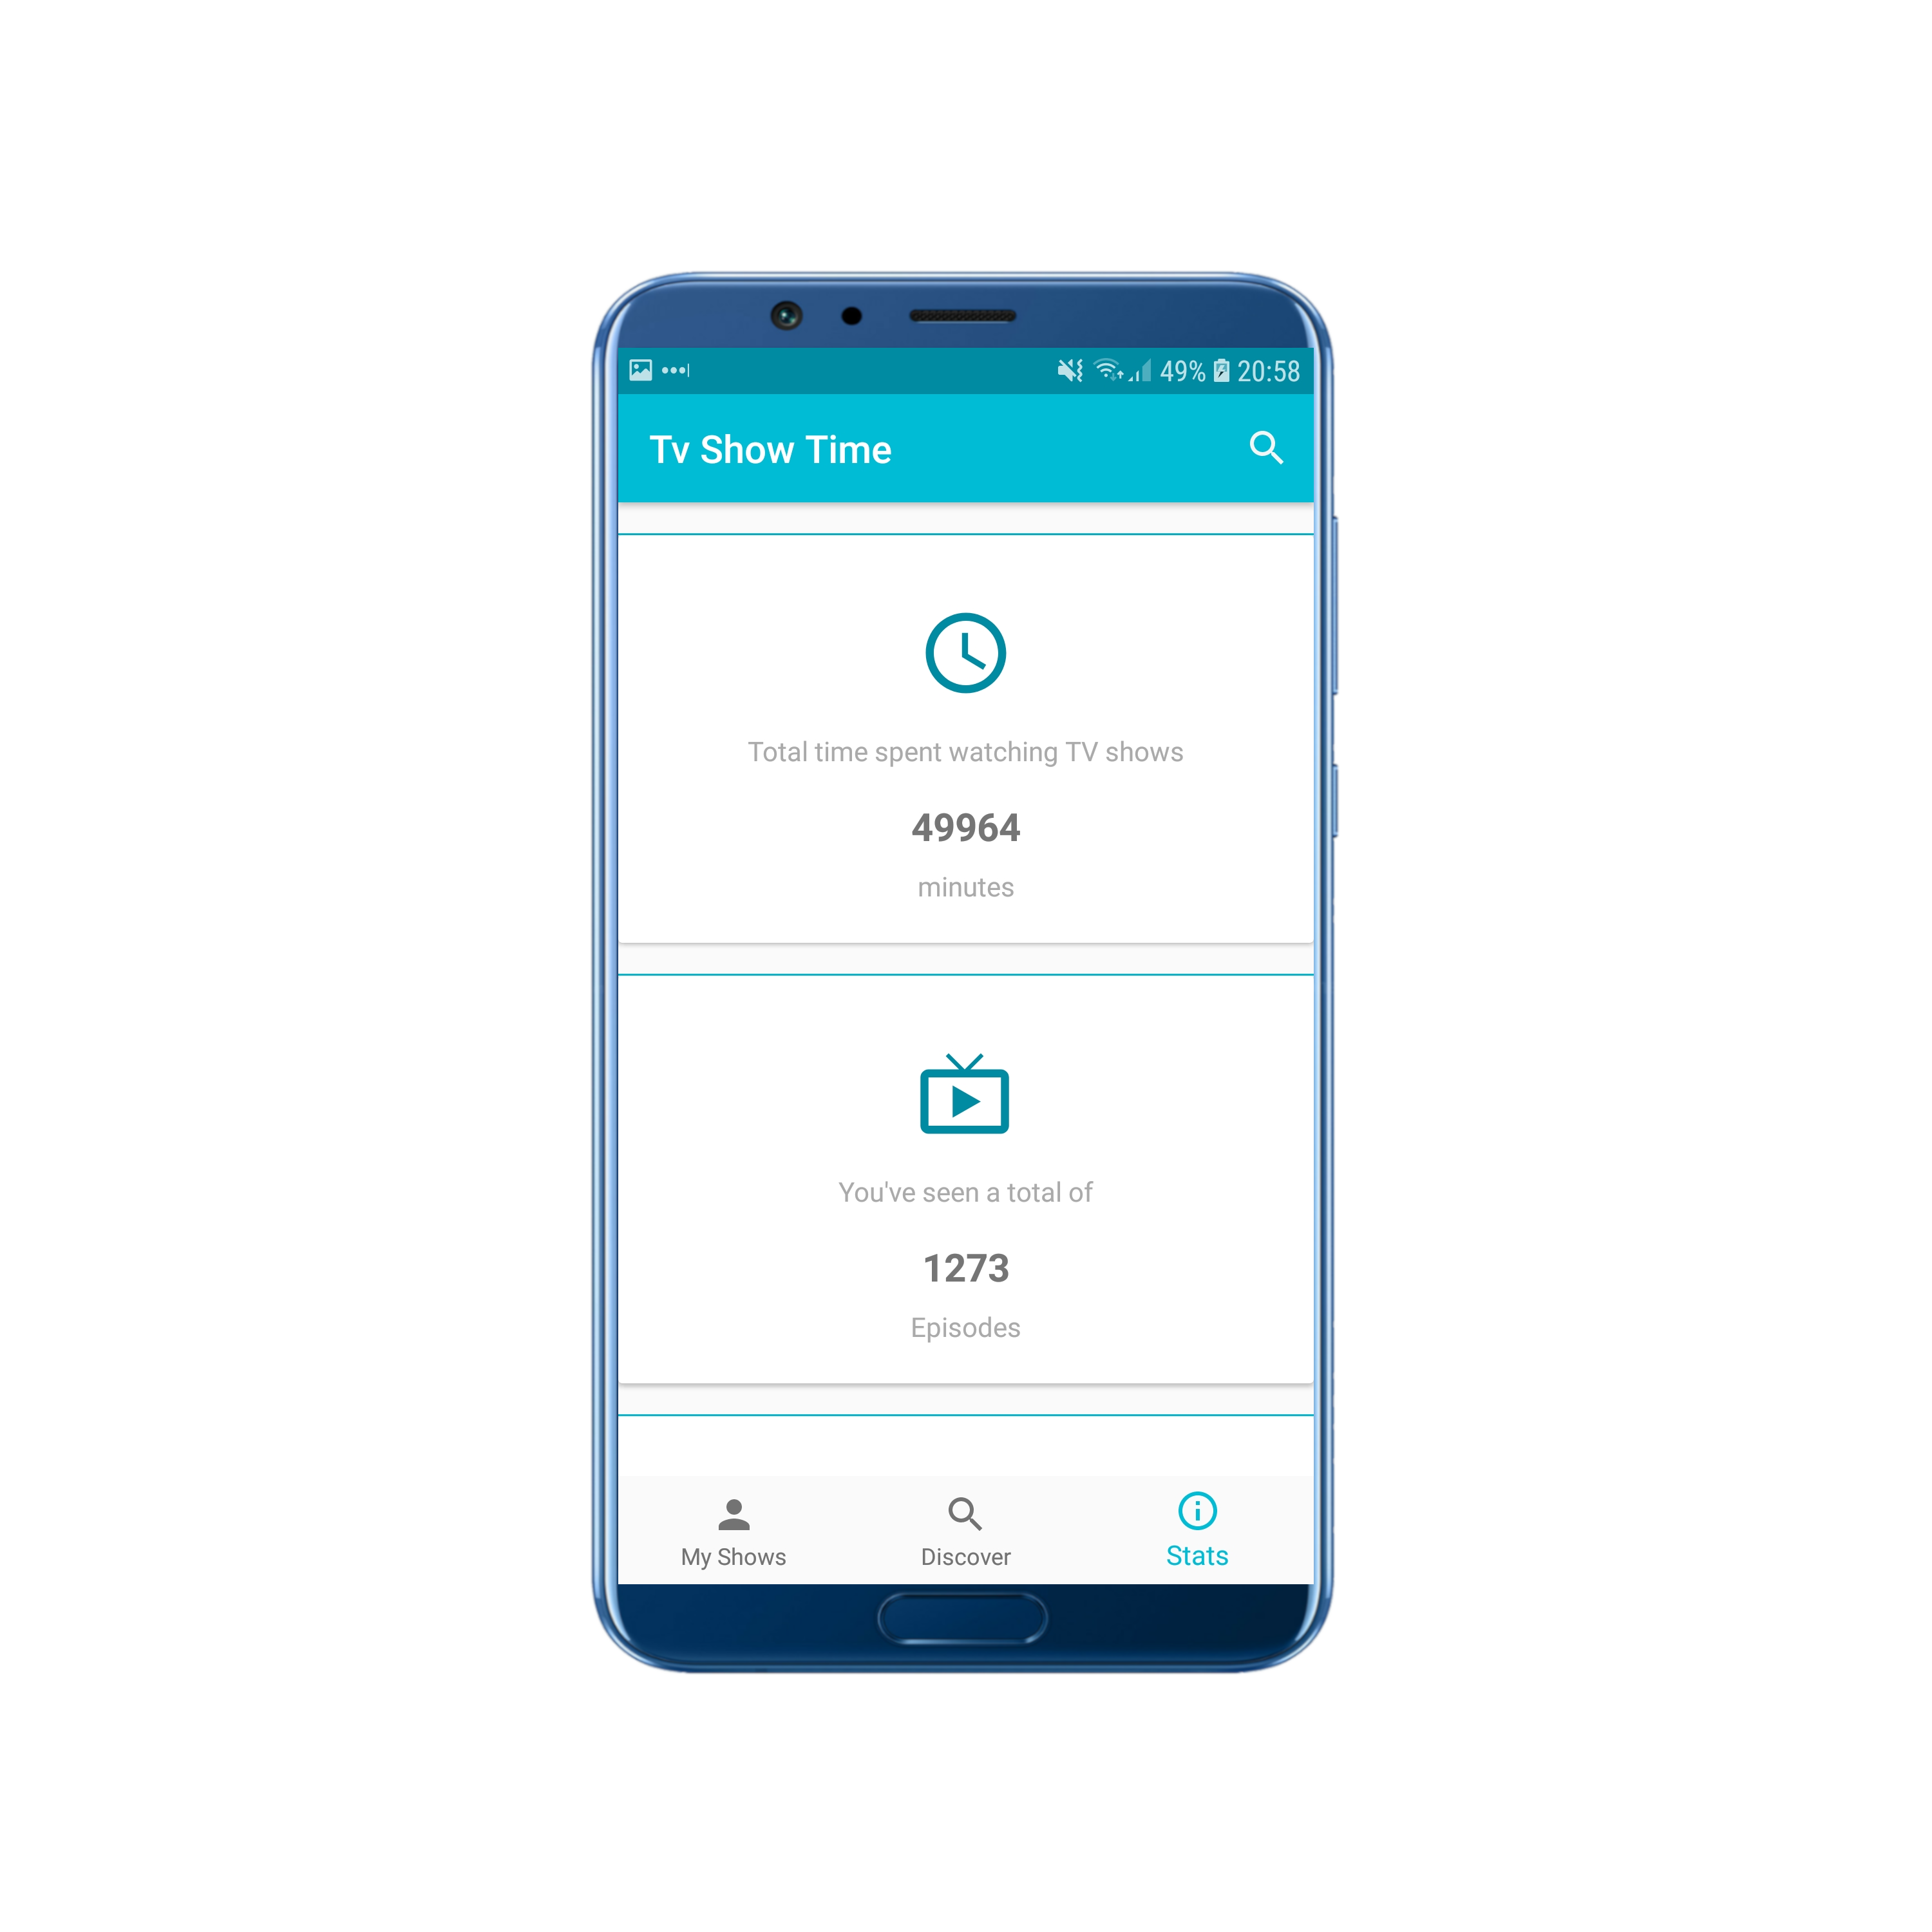 49% 20:58
Tv Show Time
Total time spent watching TV shows
49964
minutes
You've seen a total of
1273
Episodes
My Shows Discover Stats